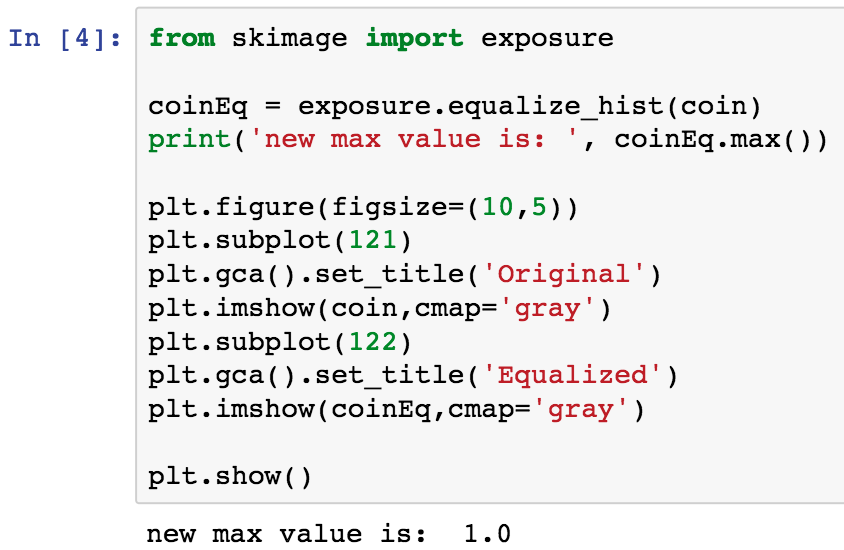 In [4]: from skimage import exposure
coinEq = exposure.equalize_hist(coin)
print('new max value is: ', coinEq.max())
plt.figure(figsize=(10,5))
plt.subplot(121)
plt.gca().set_title('Original')
plt.imshow(coin,cmap='gray')
plt.subplot(122)
plt.gca().set_title('Equalized')
plt.imshow(coinEq,cmap='gray')
plt.show()
new max value is:  1.0